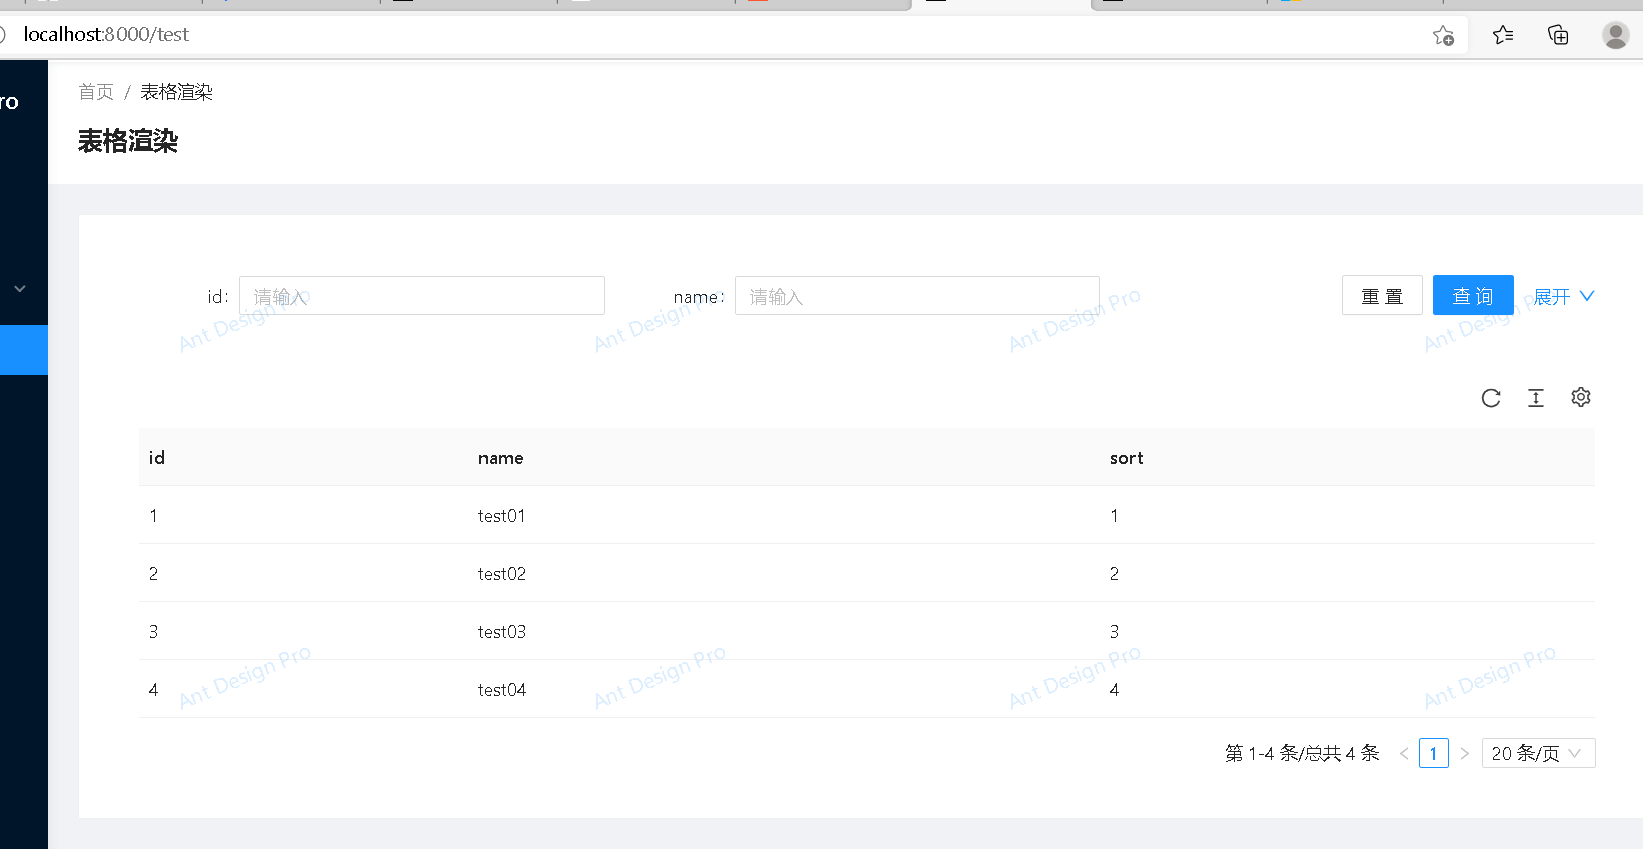 localhost:8000/test
ro
首页 / 表格渲染
表格渲染
id: 请输入 name: 请输入 重 置 查 询 展开
Ant Design Pro Ant Design Pro Ant Design Pro Ant Design Pro
id name sort
1 test01 1
2 test02 2
3 test03 3
4 test04 4
Ant Design Pro Ant Design Pro Ant Design Pro Ant Design Pro
第 1-4 条/总共 4 条 < 1 > 20 条/页